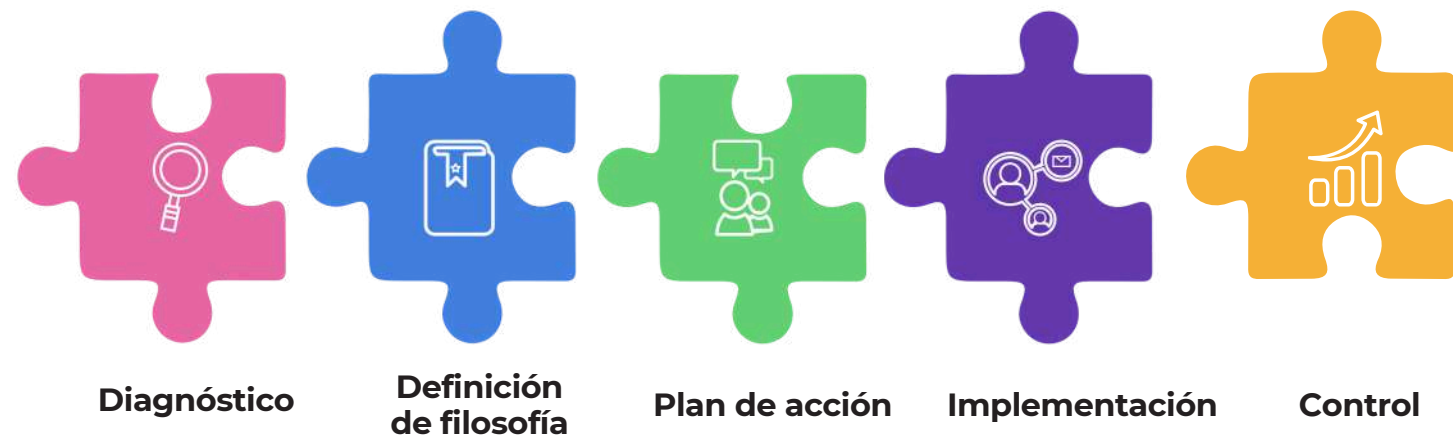 Diagnóstico
Definición
de filosofía
Plan de acción
Implementación
Control